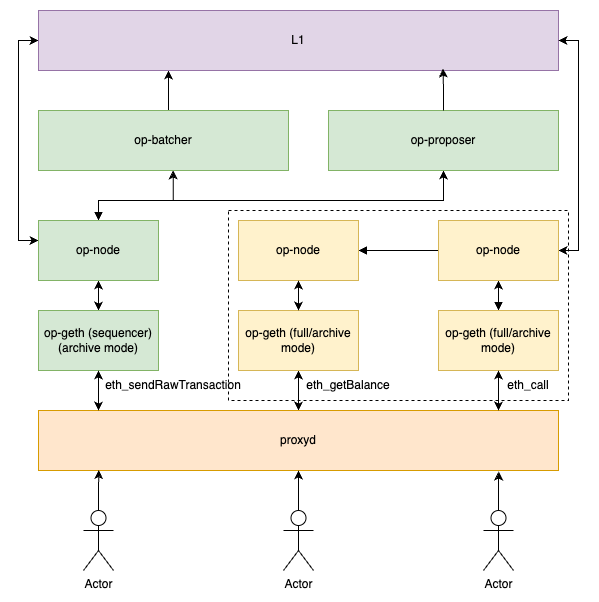 L1
op-batcher
op-proposer
op-node
op-node
op-node
op-geth (sequencer)
(archive mode)
op-geth (full/archive
mode)
op-geth (full/archive
mode)
eth_sendRawTransaction
eth_getBalance
eth_call
proxyd
Actor
Actor
Actor